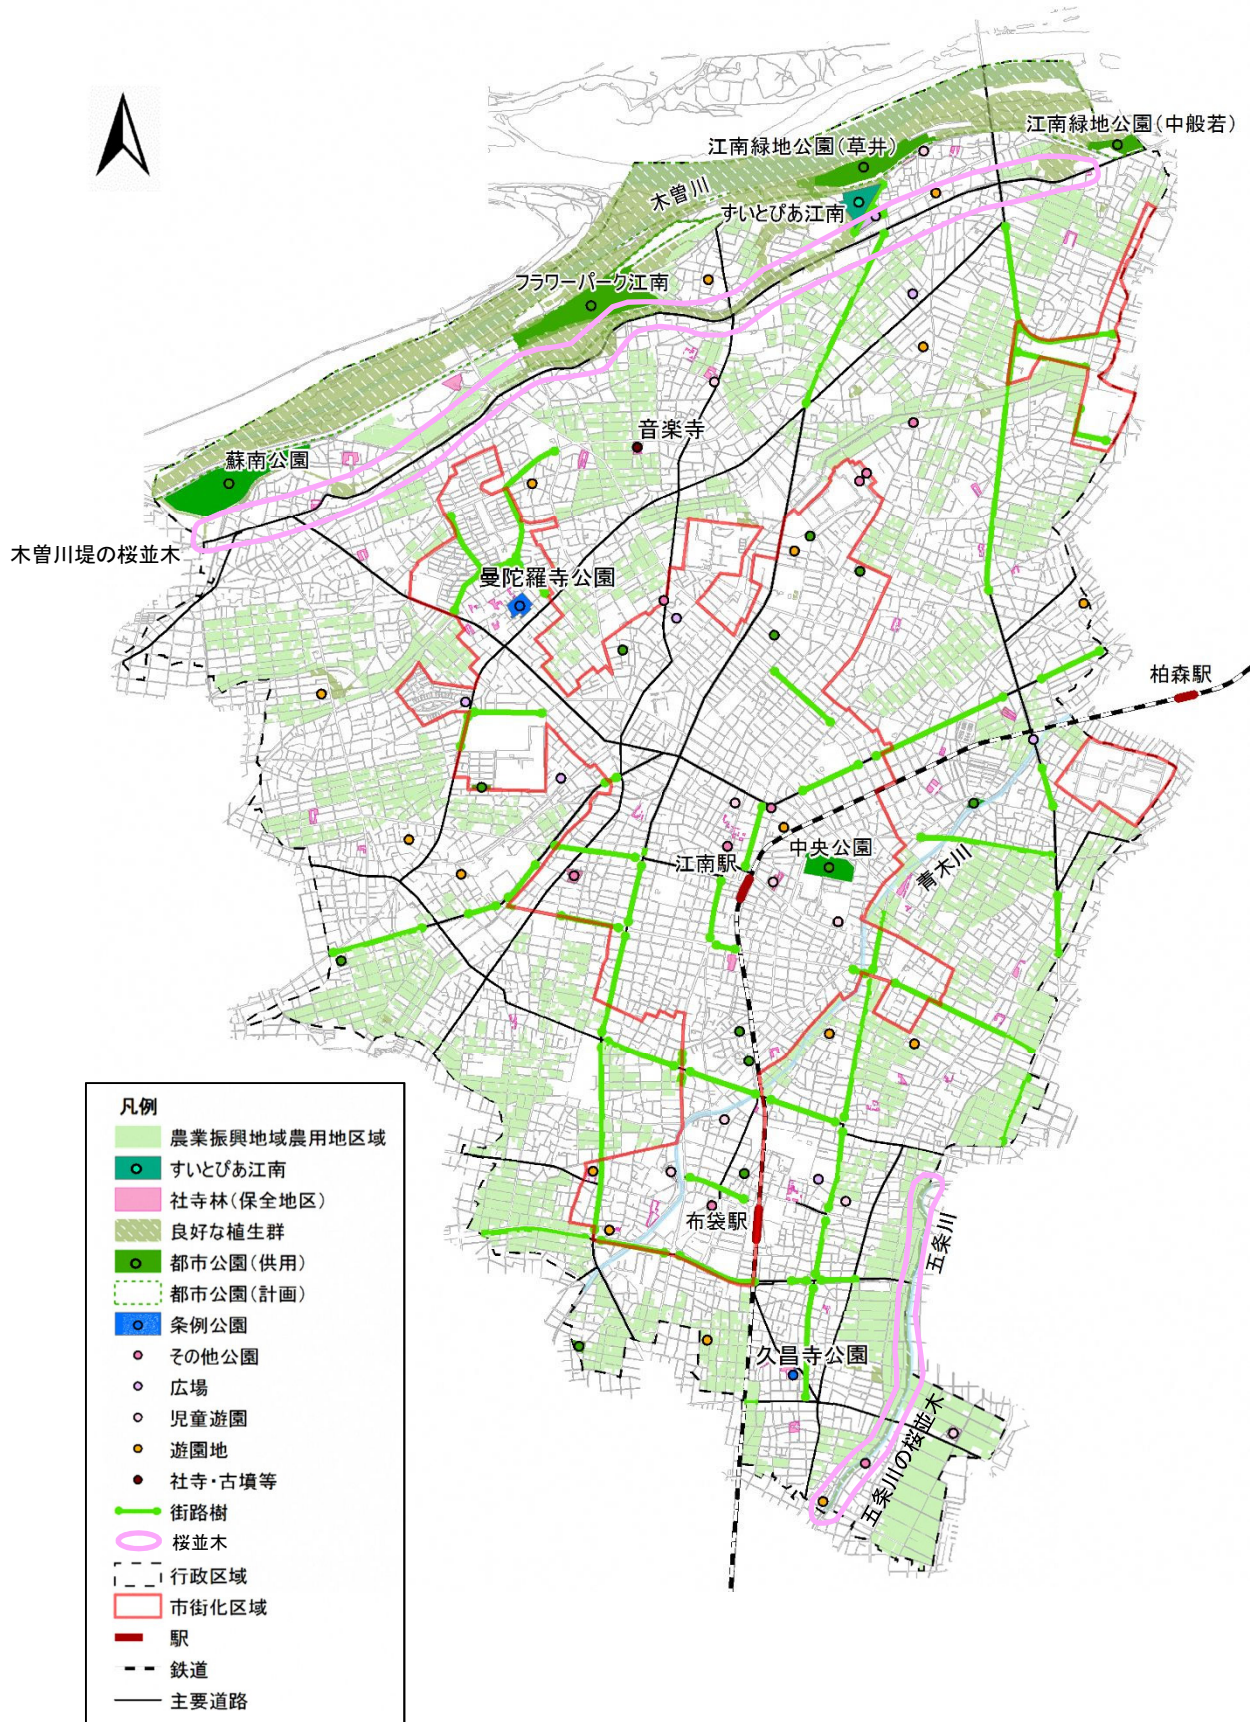 江南緑地公園(中般若)
江南緑地公園(草井)
木曽川
すいとぴあ江南
フラワーパーク江南
音楽寺
蘇南公園
木曽川堤の桜並木
曼陀羅寺公園
柏森駅
中央公園
江南駅
青木川
布袋駅
五条川
久昌寺公園
五条川の桜並木
凡例
農業振興地域農用地区域
すいとぴあ江南
社寺林(保全地区)
良好な植生群
都市公園(供用)
都市公園(計画)
条例公園
その他公園
広場
児童遊園
遊園地
社寺・古墳等
街路樹
桜並木
行政区域
市街化区域
駅
鉄道
主要道路